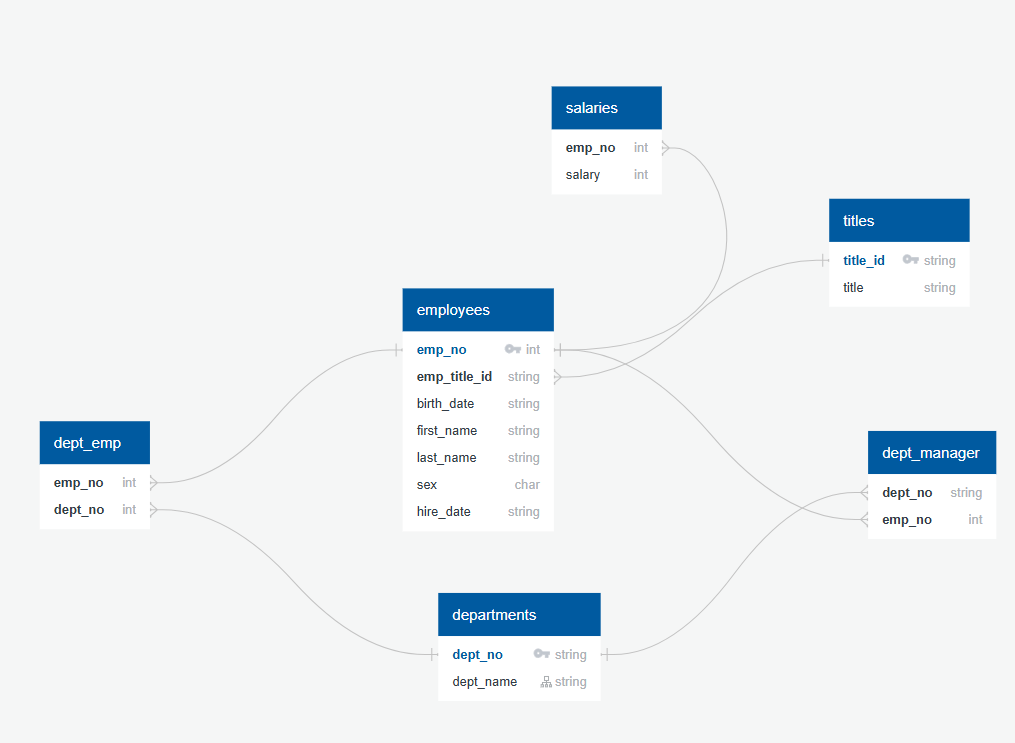 salaries
emp_no int
salary int
titles
title_id string
title string
employees
emp_no int
emp_title_id string
birth_date string
first_name string
last_name string
sex char
hire_date string
dept_emp
emp_no int
dept_no int
dept_manager
dept_no string
emp_no int
departments
dept_no string
dept_name string